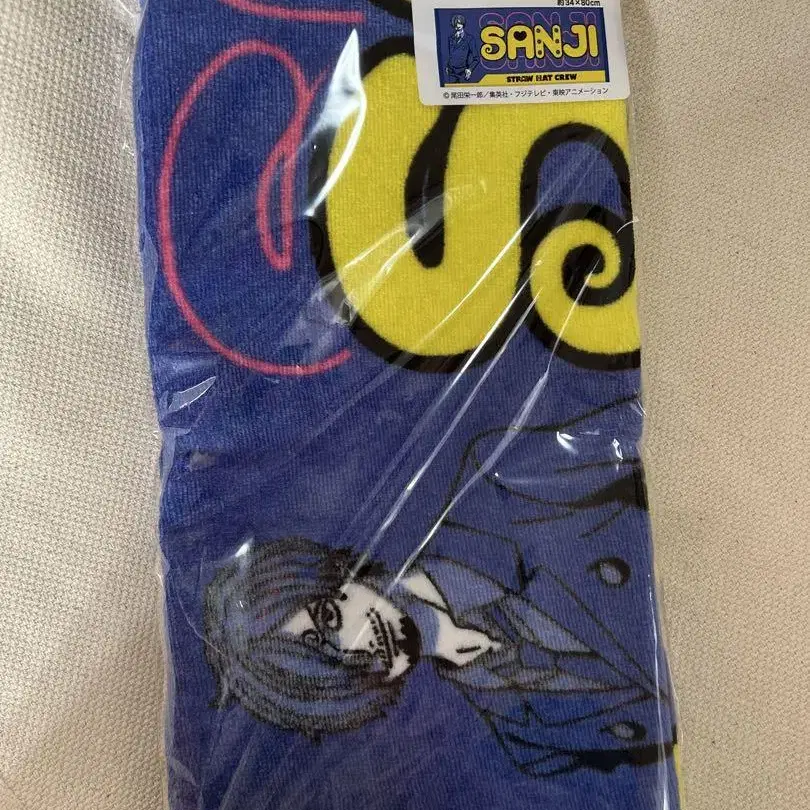 約34×80cm
SANJI
STRAW HAT CREW
© 尾田栄一郎／集英社・フジテレビ・東映アニメーション
S